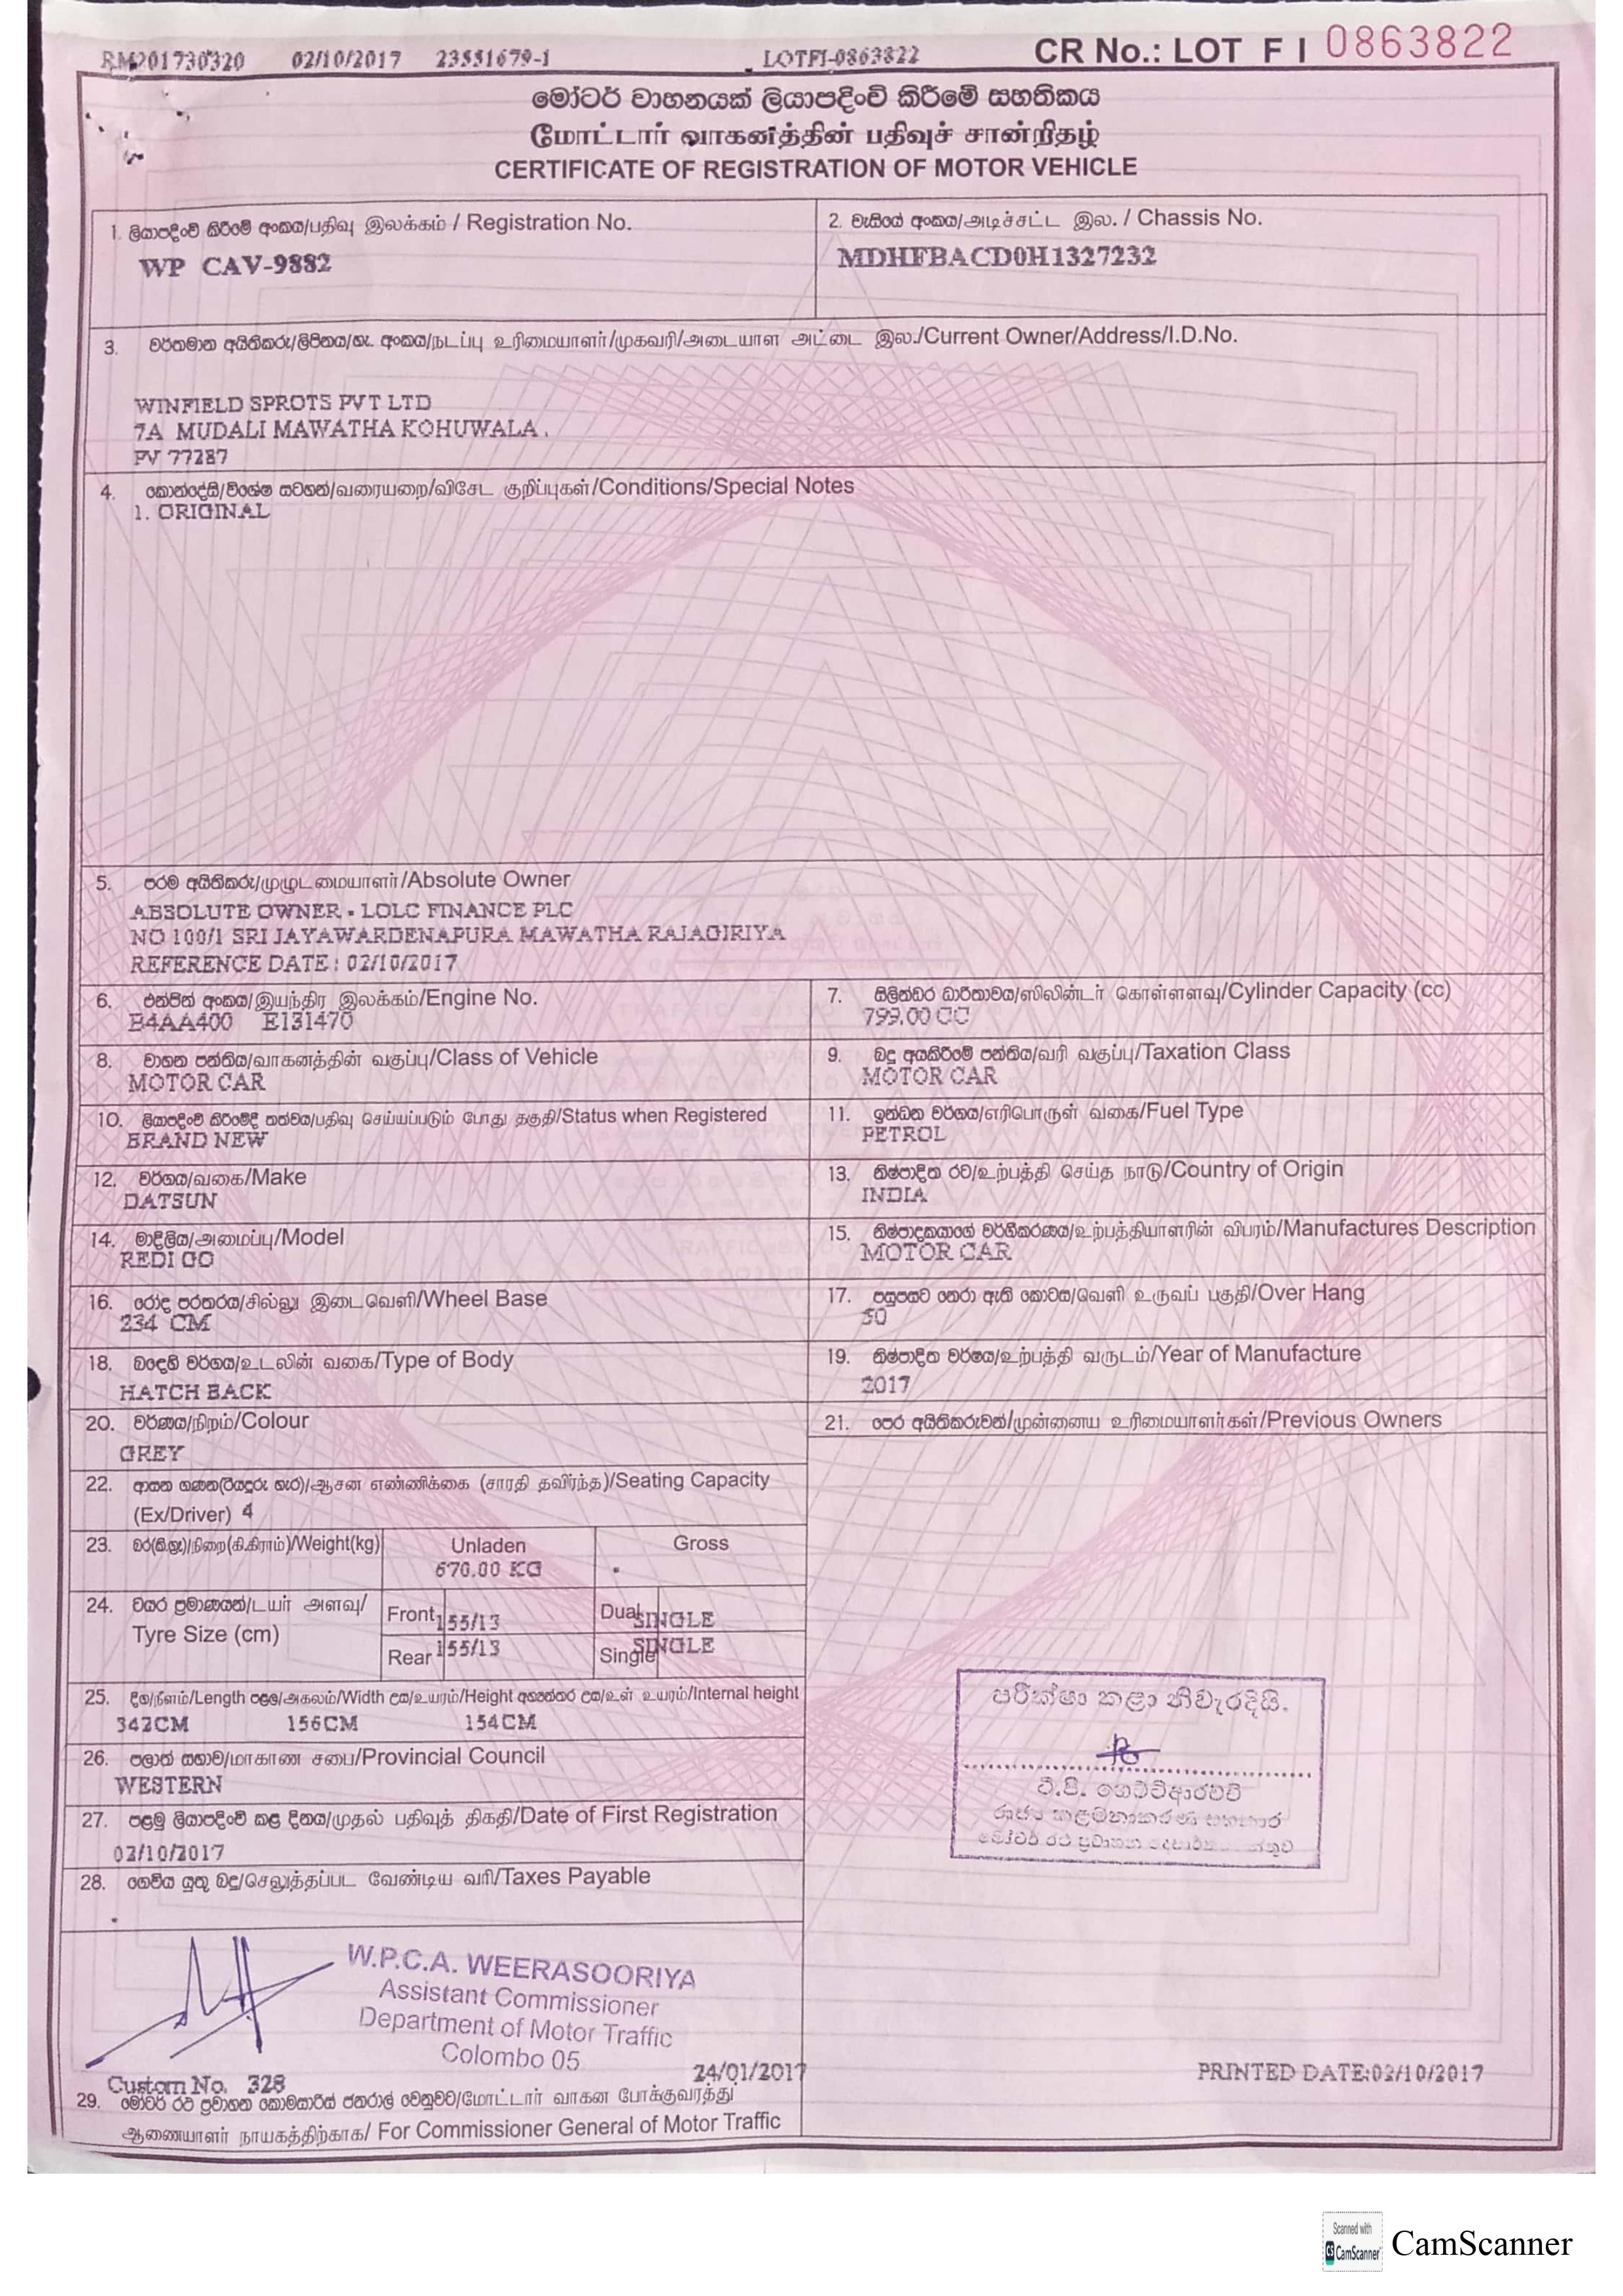 RM201730320 02/10/2017 23551679-1 LOTFI-0863822 CR No.: LOT F I 0863822
මෝටර් වාහනයක් ලියාපදිංචි කිරීමේ සහතිකය
மோட்டார் வாகனத்தின் பதிவுச் சான்றிதழ்
CERTIFICATE OF REGISTRATION OF MOTOR VEHICLE
1. ලියාපදිංචි කිරීමේ අංකය/பதிவு இலக்கம் / Registration No.
WP CAV-9882
2. චැසියේ අංකය/அடிச்சட்ட இல. / Chassis No.
MDHFBACD0H1327232
3. වර්තමාන අයිතිකරු/ලිපිනය/හැ. අංකය/நடப்பு உரிமையாளர்/முகவரி/அடையாள அட்டை இல./Current Owner/Address/I.D.No.
WINFIELD SPROTS PVT LTD
7A MUDALI MAWATHA KOHUWALA .
PV 77287
4. කොන්දේසි/විශේෂ සටහන්/வரையறை/விசேட குறிப்புகள்/Conditions/Special Notes
1. ORIGINAL
5. පරම අයිතිකරු/முழுடமையாளர்/Absolute Owner
ABSOLUTE OWNER - LOLC FINANCE PLC
NO 100/1 SRI JAYAWARDENAPURA MAWATHA RAJAGIRIYA
REFERENCE DATE : 02/10/2017
6. එන්ජින් අංකය/இயந்திர இலக்கம்/Engine No.
B4AA400 E131470
7. සිලින්ඩර ධාරිතාවය/ஸிலின்டர் கொள்ளளவு/Cylinder Capacity (cc)
799.00 CC
8. වාහන පන්තිය/வாகனத்தின் வகுப்பு/Class of Vehicle
MOTOR CAR
9. බදු අයකිරීමේ පන්තිය/வரி வகுப்பு/Taxation Class
MOTOR CAR
10. ලියාපදිංචි කිරීමේදී තත්වය/பதிவு செய்யப்படும் போது தகுதி/Status when Registered
BRAND NEW
11. ඉන්ධන වර්ගය/எரிபொருள் வகை/Fuel Type
PETROL
12. වර්ගය/வகை/Make
DATSUN
13. නිෂ්පාදිත රට/உற்பத்தி செய்த நாடு/Country of Origin
INDIA
14. මාදිලිය/அமைப்பு/Model
REDI GO
15. නිෂ්පාදකයාගේ වර්ගීකරණය/உற்பத்தியாளரின் விபரம்/Manufactures Description
MOTOR CAR
16. රෝද පරතරය/சில்லு இடைவெளி/Wheel Base
234 CM
17. පසුපසට නෙරා ඇති කොටස/வெளி உருவப் பகுதி/Over Hang
50
18. බඳෙහි වර්ගය/உடலின் வகை/Type of Body
HATCH BACK
19. නිෂ්පාදිත වර්ෂය/உற்பத்தி வருடம்/Year of Manufacture
2017
20. වර්ණය/நிறம்/Colour
GREY
21. පෙර අයිතිකරුවන්/முன்னைய உரிமையாளர்கள்/Previous Owners
22. ආසන ගණන(රියදුරු හැර)/ஆசன எண்ணிக்கை (சாரதி தவிர்ந்த)/Seating Capacity
(Ex/Driver) 4
23. බර(කි.ග්‍රෑ)/நிறை(கி.கிராம்)/Weight(kg) Unladen Gross
670.00 KG -
24. ටයර ප්‍රමාණයන්/டயர் அளவு/ Front 155/13 Dual SINGLE
Tyre Size (cm) Rear 155/13 Single SINGLE
25. දිග/நீளம்/Length පළල/அகலம்/Width උස/உயரம்/Height අභ්‍යන්තර උස/உள் உயரம்/Internal height
342CM 156CM 154CM
26. පලාත් සභාව/மாகாண சபை/Provincial Council
WESTERN
27. පළමු ලියාපදිංචි කළ දිනය/முதல் பதிவுத் திகதி/Date of First Registration
02/10/2017
28. ගෙවිය යුතු බදු/செலுத்தப்பட வேண்டிய வரி/Taxes Payable
-
පරීක්ෂා කළා නිවැරදියි.
ටී.පී. හෙට්ටිආරච්චි
රාජ්‍ය කළමනාකරණ සහකාර
මෝටර් රථ ප්‍රවාහන
W.P.C.A. WEERASOORIYA
Assistant Commissioner
Department of Motor Traffic
Colombo 05
Custom No. 328 24/01/2017
PRINTED DATE:02/10/2017
29. මෝටර් රථ ප්‍රවාහන කොමසාරිස් ජනරාල් වෙනුවට/மோட்டார் வாகன போக்குவரத்து
ஆணையாளர் நாயகத்திற்காக/ For Commissioner General of Motor Traffic
Scanned with
CS CamScanner
CamScanner